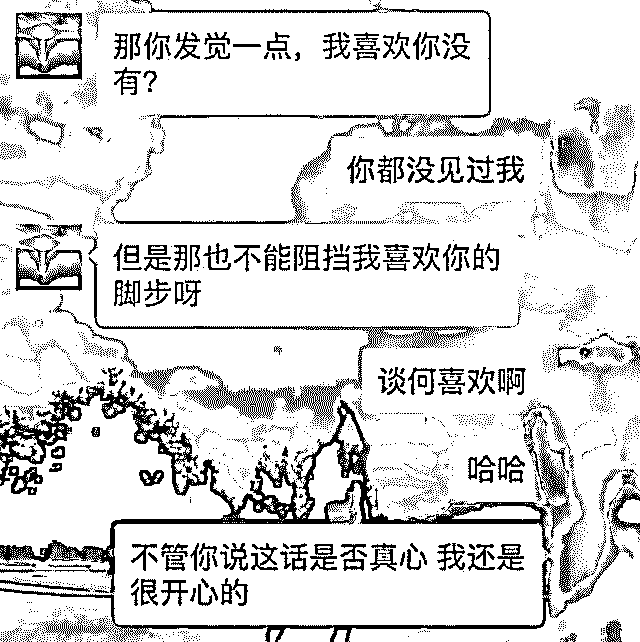 那你发觉一点，我喜欢你没
有？
你都没见过我
但是那也不能阻挡我喜欢你的
脚步呀
谈何喜欢啊
哈哈
不管你说这话是否真心 我还是
很开心的